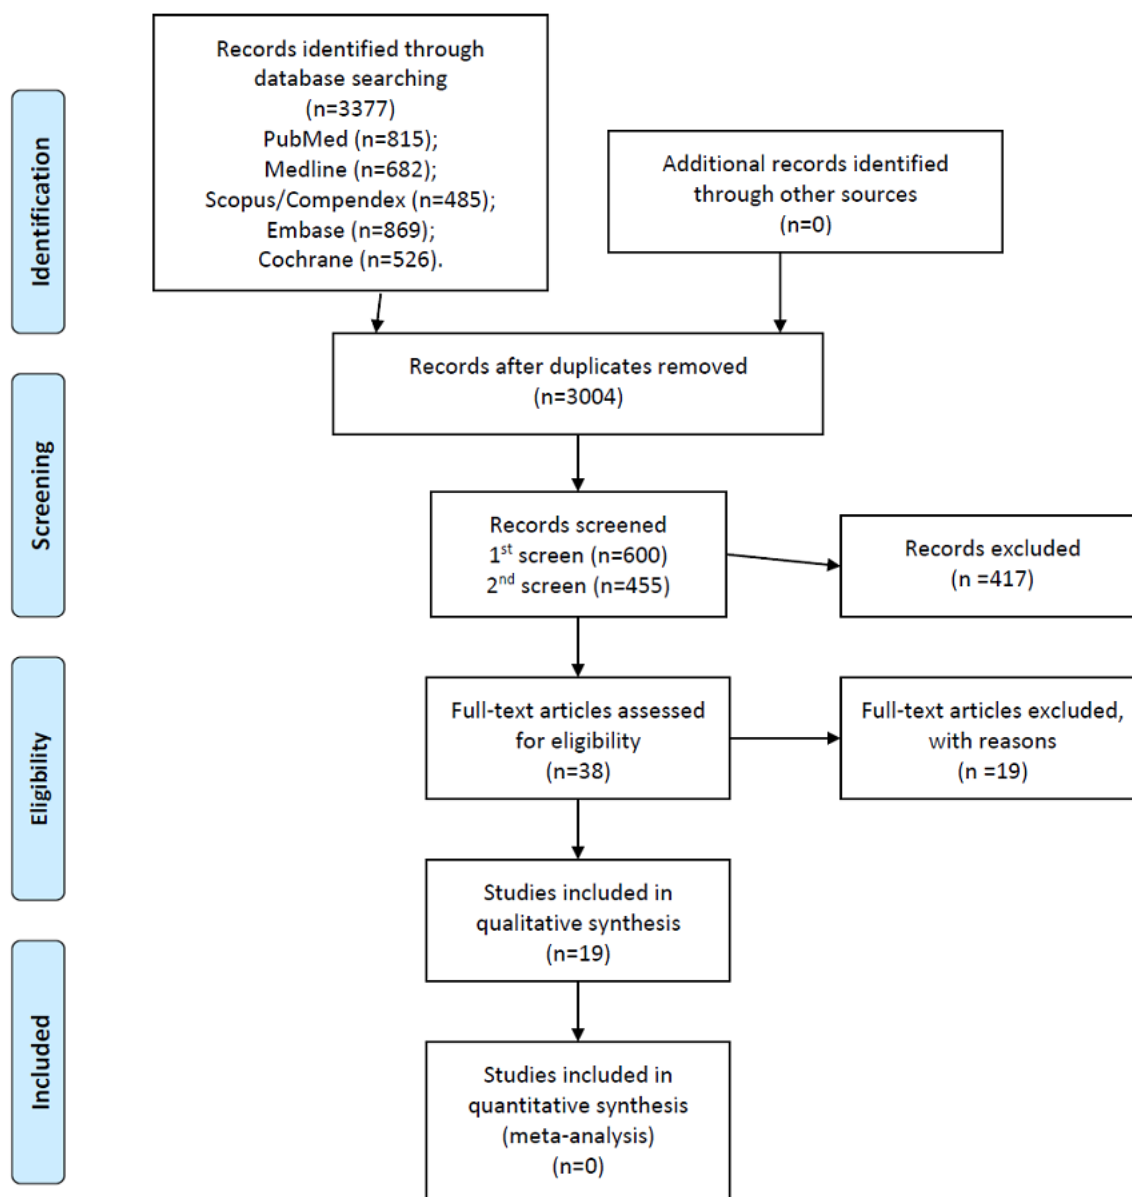 Identification
Records identified through
database searching
(n=3377)
PubMed (n=815);
Medline (n=682);
Scopus/Compendex (n=485);
Embase (n=869);
Cochrane (n=526).
Additional records identified
through other sources
(n=0)
Records after duplicates removed
(n=3004)
Screening
Records screened
1st screen (n=600)
2nd screen (n=455)
Records excluded
(n =417)
Eligibility
Full-text articles assessed
for eligibility
(n=38)
Full-text articles excluded,
with reasons
(n =19)
Studies included in
qualitative synthesis
(n=19)
Included
Studies included in
quantitative synthesis
(meta-analysis)
(n=0)